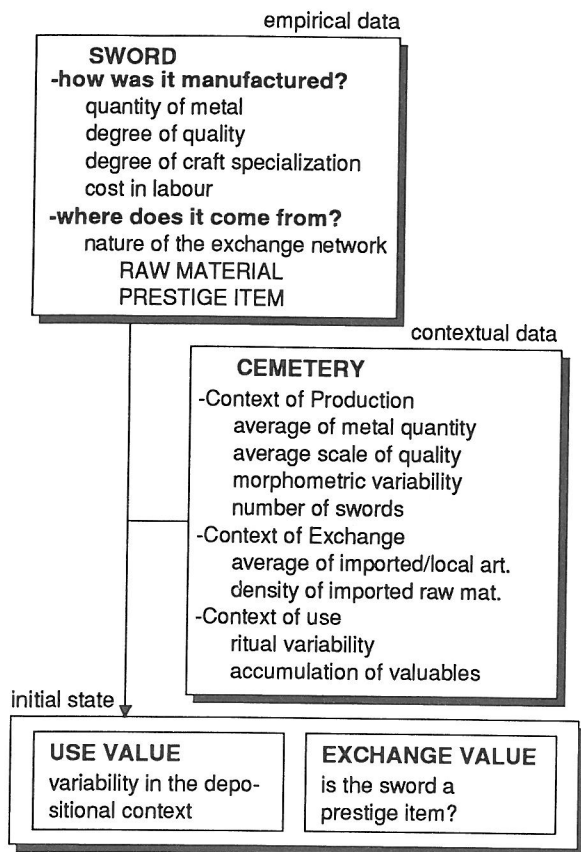 empirical data
SWORD
-how was it manufactured?
quantity of metal
degree of quality
degree of craft specialization
cost in labour
-where does it come from?
nature of the exchange network
RAW MATERIAL
PRESTIGE ITEM
contextual data
CEMETERY
-Context of Production
average of metal quantity
average scale of quality
morphometric variability
number of swords
-Context of Exchange
average of imported/local art.
density of imported raw mat.
-Context of use
ritual variability
accumulation of valuables
initial state
USE VALUE
variability in the depo-
sitional context
EXCHANGE VALUE
is the sword a
prestige item?